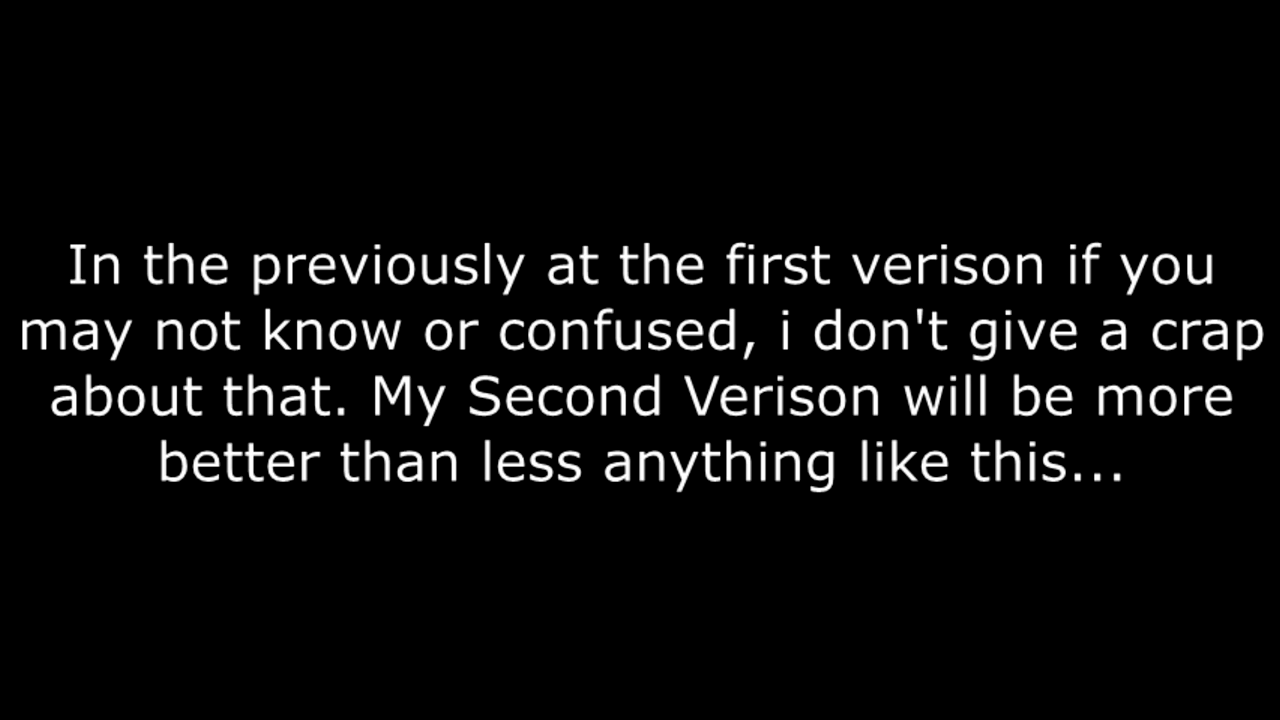 In the previously at the first verison if you
may not know or confused, i don't give a crap
about that. My Second Verison will be more
better than less anything like this...